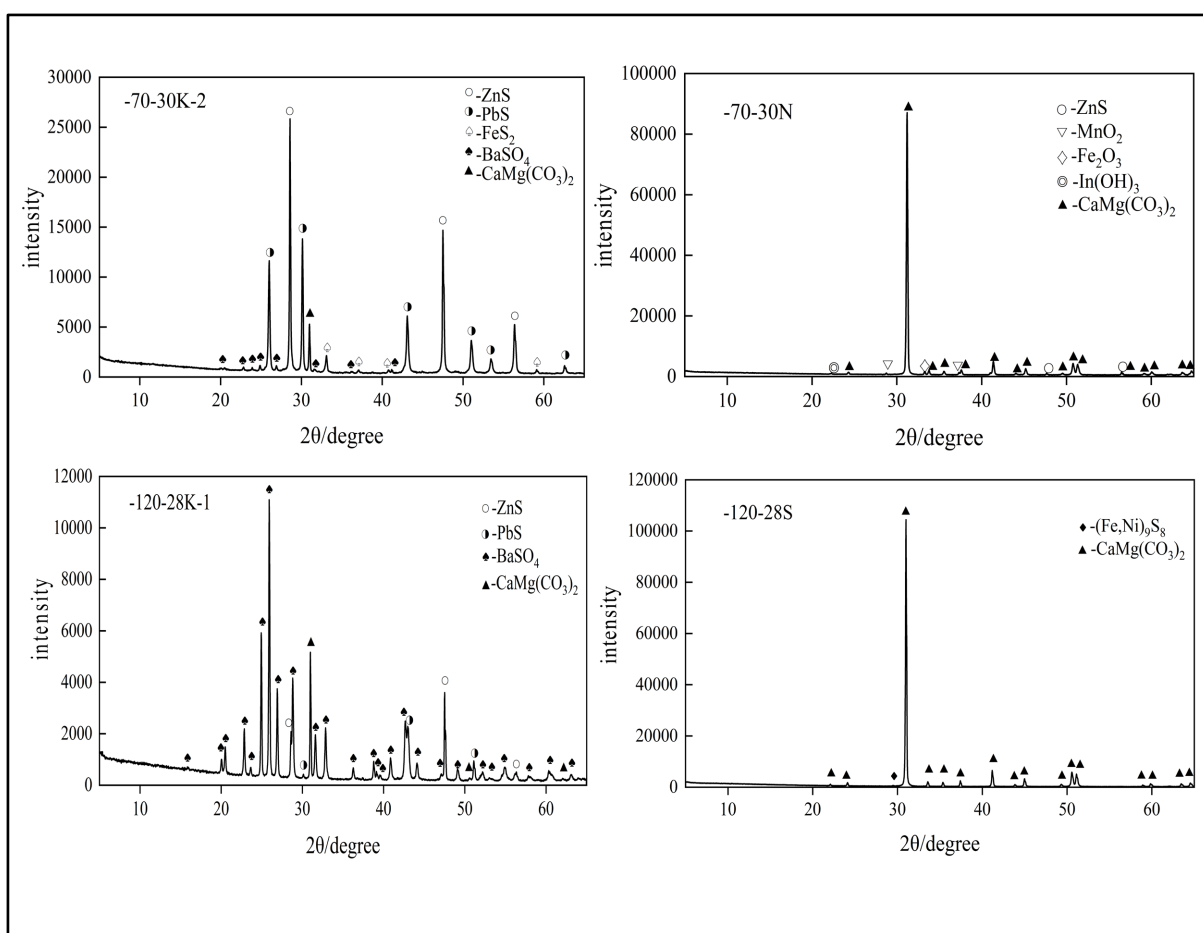 -70-30K-2
○-ZnS
◑-PbS
♤-FeS₂
♠-BaSO₄
▲-CaMg(CO₃)₂
30000
25000
20000
15000
10000
5000
0
intensity
10 20 30 40 50 60
2θ/degree
-70-30N
○-ZnS
▽-MnO₂
◇-Fe₂O₃
◎-In(OH)₃
▲-CaMg(CO₃)₂
100000
80000
60000
40000
20000
0
intensity
10 20 30 40 50 60
2θ/degree
-120-28K-1
○-ZnS
◑-PbS
♠-BaSO₄
▲-CaMg(CO₃)₂
12000
10000
8000
6000
4000
2000
0
intensity
10 20 30 40 50 60
2θ/degree
-120-28S
♦-(Fe,Ni)₉S₈
▲-CaMg(CO₃)₂
120000
100000
80000
60000
40000
20000
0
intensity
10 20 30 40 50 60
2θ/degree